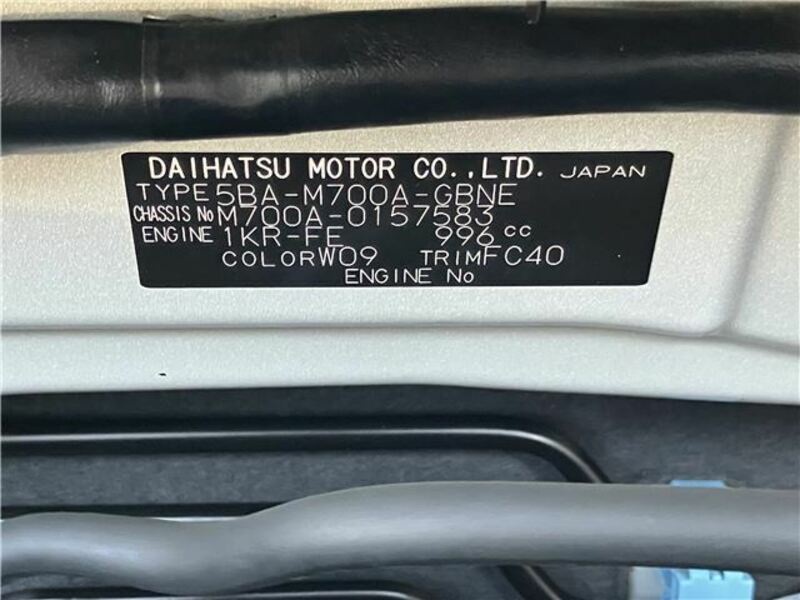 DAIHATSU MOTOR CO.,LTD. JAPAN
TYPE 5BA-M700A-GBNE
CHASSIS No M700A-0157583
ENGINE 1KR-FE 996 cc
COLOR W09 TRIM FC40
ENGINE No